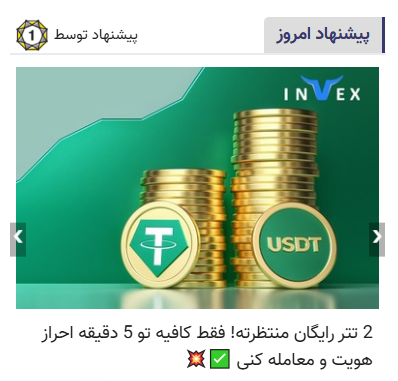 پیشنهاد امروز
پیشنهاد توسط 1
INVEX
T
USDT
2 تتر رایگان منتظرته! فقط کافیه تو 5 دقیقه احراز
هویت و معامله کنی ✅💥